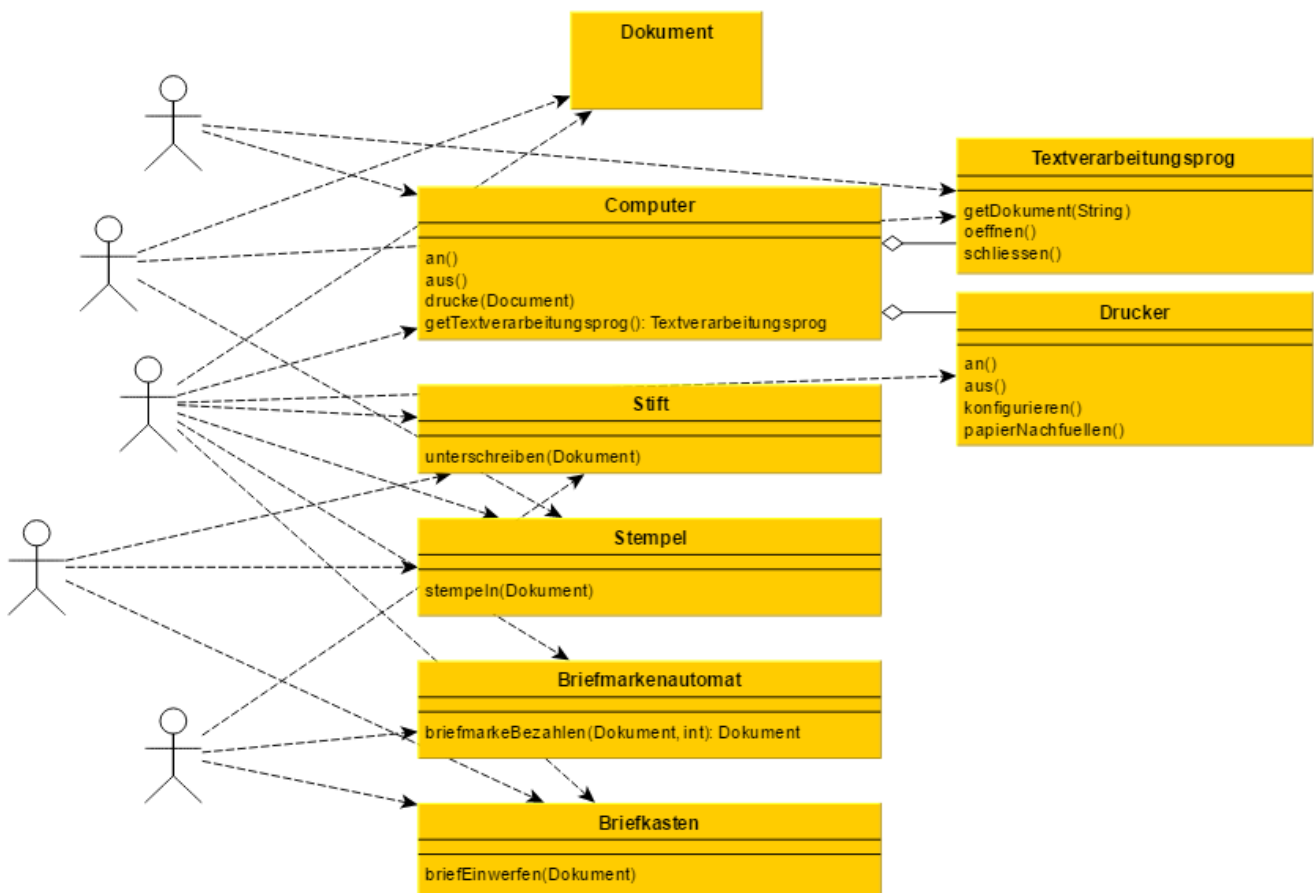 Dokument
Textverarbeitungsprog
getDokument(String)
oeffnen()
schliessen()
Computer
an()
aus()
drucke(Document)
getTextverarbeitungsprog(): Textverarbeitungsprog
Drucker
an()
aus()
konfigurieren()
papierNachfuellen()
Stift
unterschreiben(Dokument)
Stempel
stempeln(Dokument)
Briefmarkenautomat
briefmarkeBezahlen(Dokument, int): Dokument
Briefkasten
briefEinwerfen(Dokument)